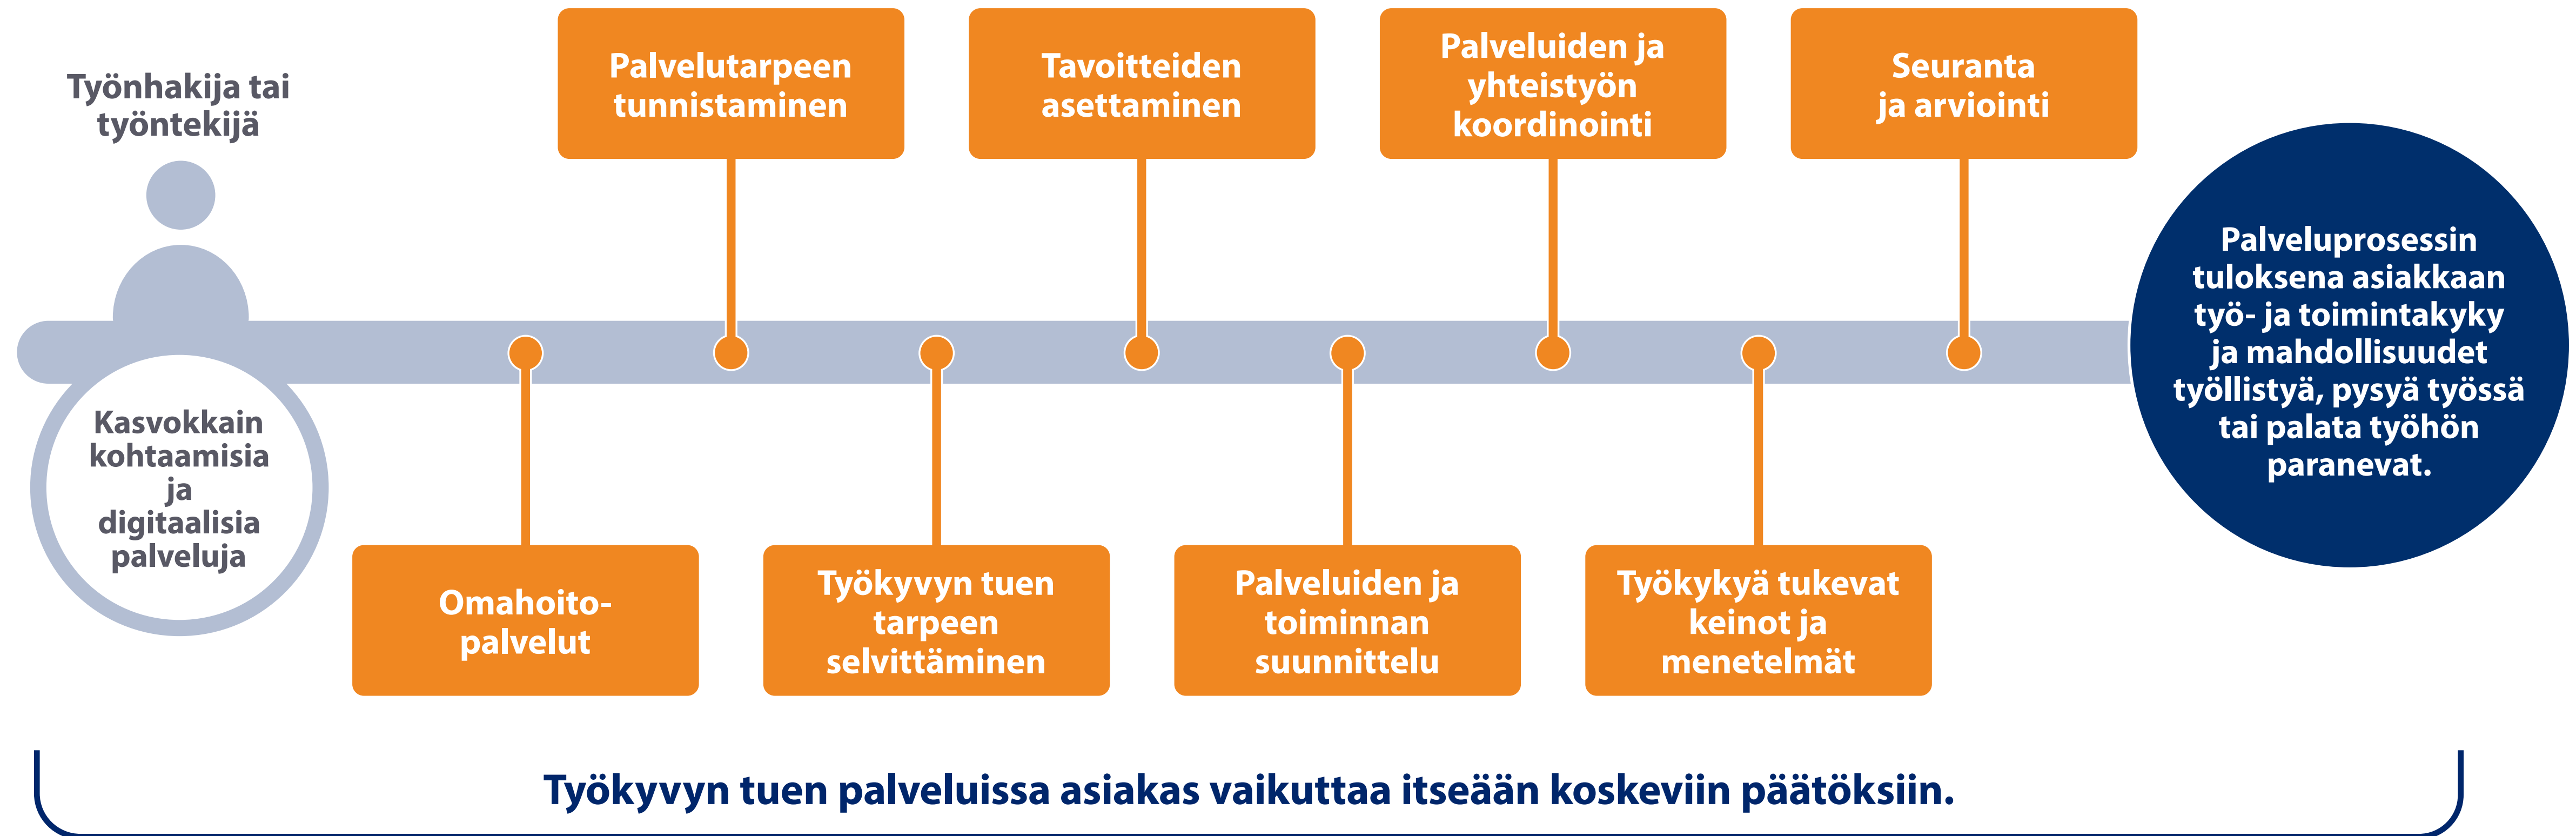 Työnhakija tai
työntekijä
Kasvokkain
kohtaamisia
ja
digitaalisia
palveluja
Omahoito-
palvelut
Palvelutarpeen
tunnistaminen
Työkyvyn tuen
tarpeen
selvittäminen
Tavoitteiden
asettaminen
Palveluiden ja
toiminnan
suunnittelu
Palveluiden ja
yhteistyön
koordinointi
Työkykyä tukevat
keinot ja
menetelmät
Seuranta
ja arviointi
Palveluprosessin
tuloksena asiakkaan
työ- ja toimintakyky
ja mahdollisuudet
työllistyä, pysyä työssä
tai palata työhön
paranevat.
Työkyvyn tuen palveluissa asiakas vaikuttaa itseään koskeviin päätöksiin.